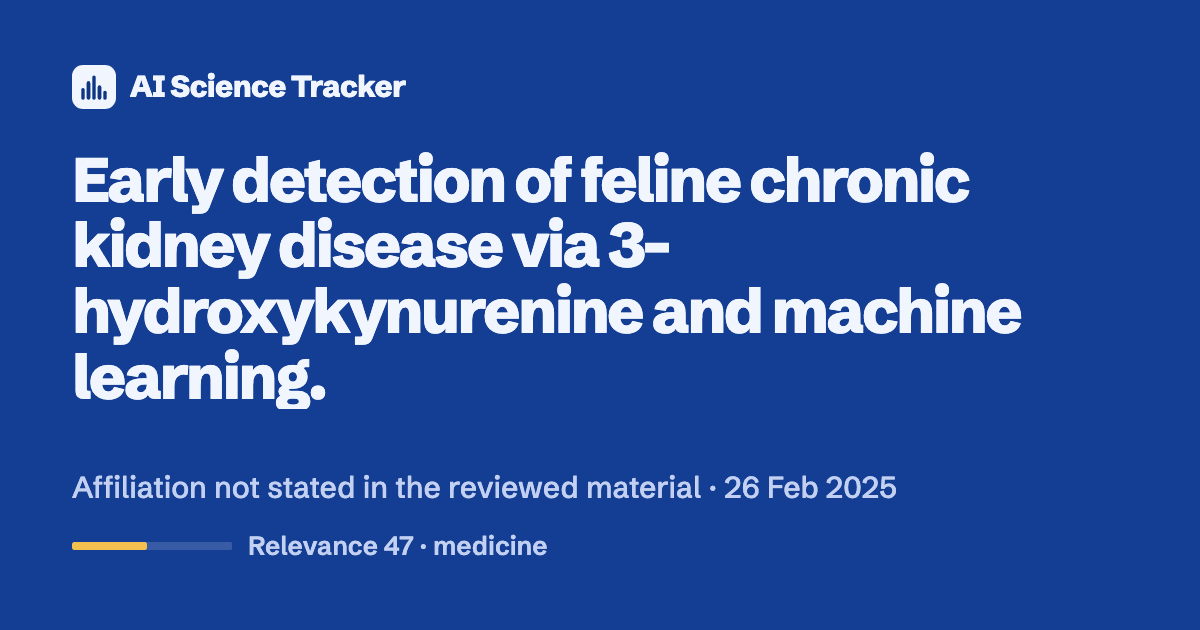 AI Science Tracker
Early detection of feline chronic
kidney disease via 3-
hydroxykynurenine and machine
learning.
Affiliation not stated in the reviewed material · 26 Feb 2025
Relevance 47 · medicine